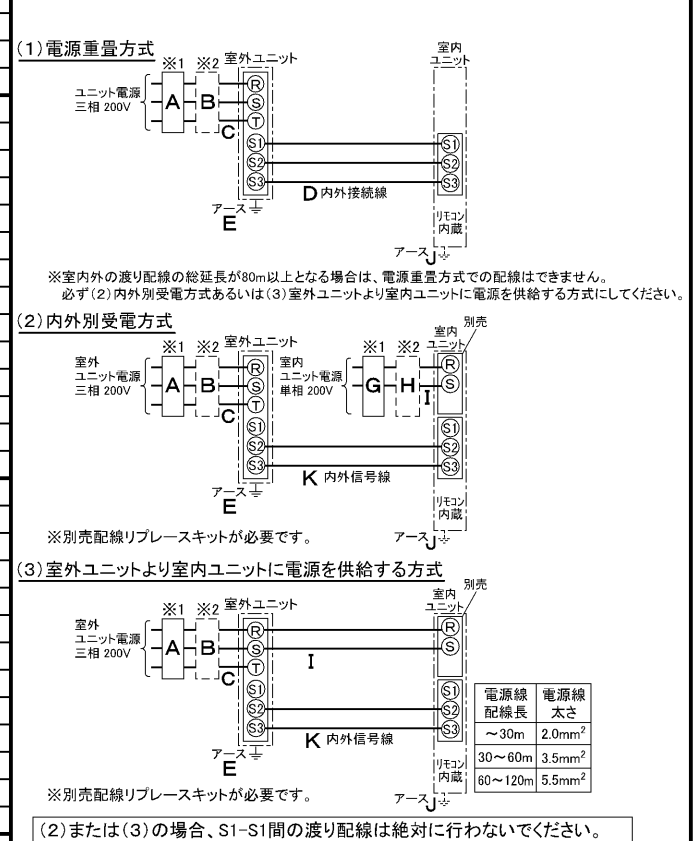 (1)電源重畳方式
※1 ※2 室外ユニット
室内
ユニット
ユニット電源
三相 200V
A B C
R
S
T
S1
S2
S3
S1
S2
S3
D 内外接続線
アース
E
リモコン
内蔵
アース J
※室内外の渡り配線の総延長が80m以上となる場合は、電源重畳方式での配線はできません。
必ず(2)内外別受電方式あるいは(3)室外ユニットより室内ユニットに電源を供給する方式にしてください。
(2)内外別受電方式
※1 ※2 室外ユニット
室外
ユニット電源
三相 200V
A B C
R
S
T
S1
S2
S3
室内
ユニット電源
単相 200V
※1 ※2
G H I
室内
ユニット
別売
R
S
S1
S2
S3
K 内外信号線
アース
E
リモコン
内蔵
アース J
※別売配線リプレースキットが必要です。
(3)室外ユニットより室内ユニットに電源を供給する方式
※1 ※2 室外ユニット
室外
ユニット電源
三相 200V
A B C
R
S
T
S1
S2
S3
I
室内
ユニット
別売
R
S
S1
S2
S3
K 内外信号線
アース
E
リモコン
内蔵
アース J
電源線配線長 電源線太さ
~30m 2.0mm²
30~60m 3.5mm²
60~120m 5.5mm²
※別売配線リプレースキットが必要です。
(2)または(3)の場合、S1-S1間の渡り配線は絶対に行わないでください。